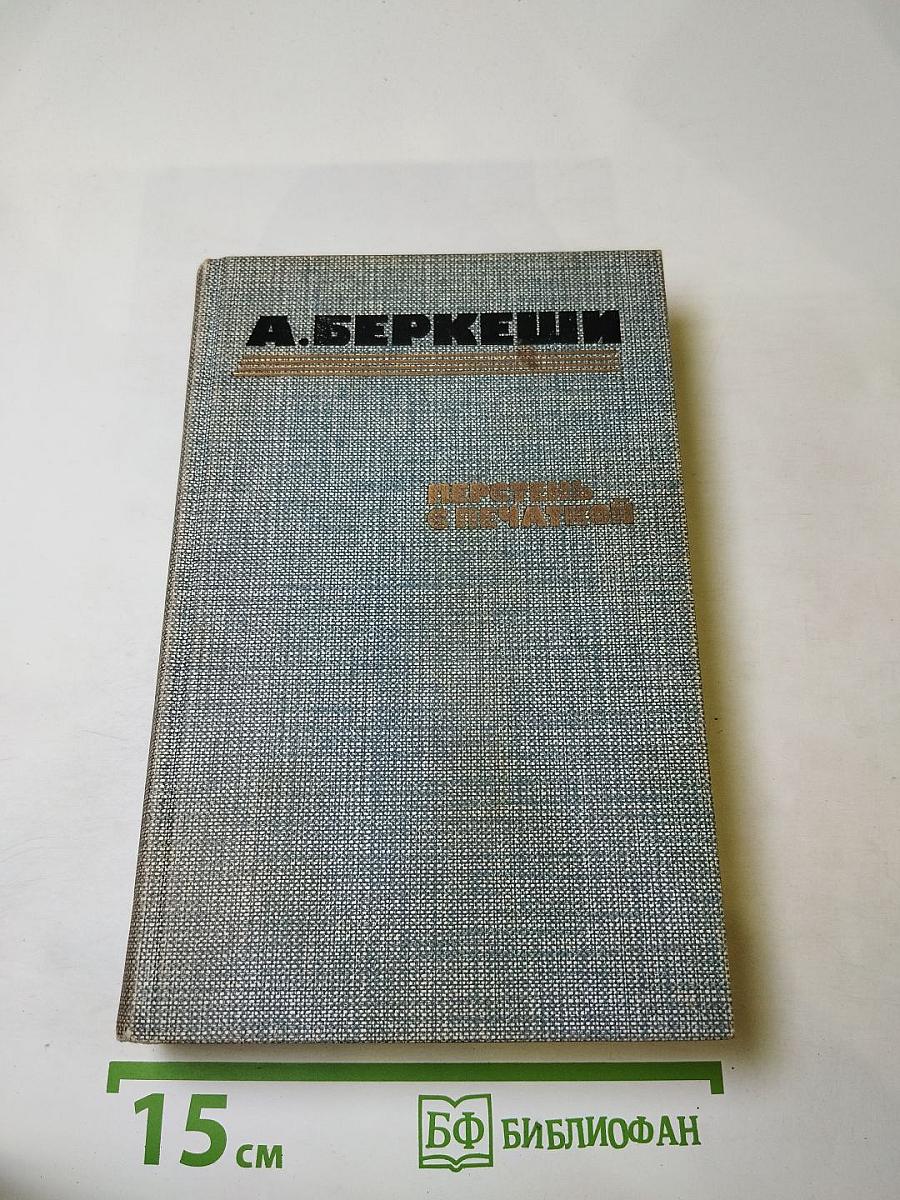 А.БЕРКЕШИ
ПЕРСТЕНЬ
С ПЕЧАТКОЙ
15 см
БФ БИБЛИОФАН